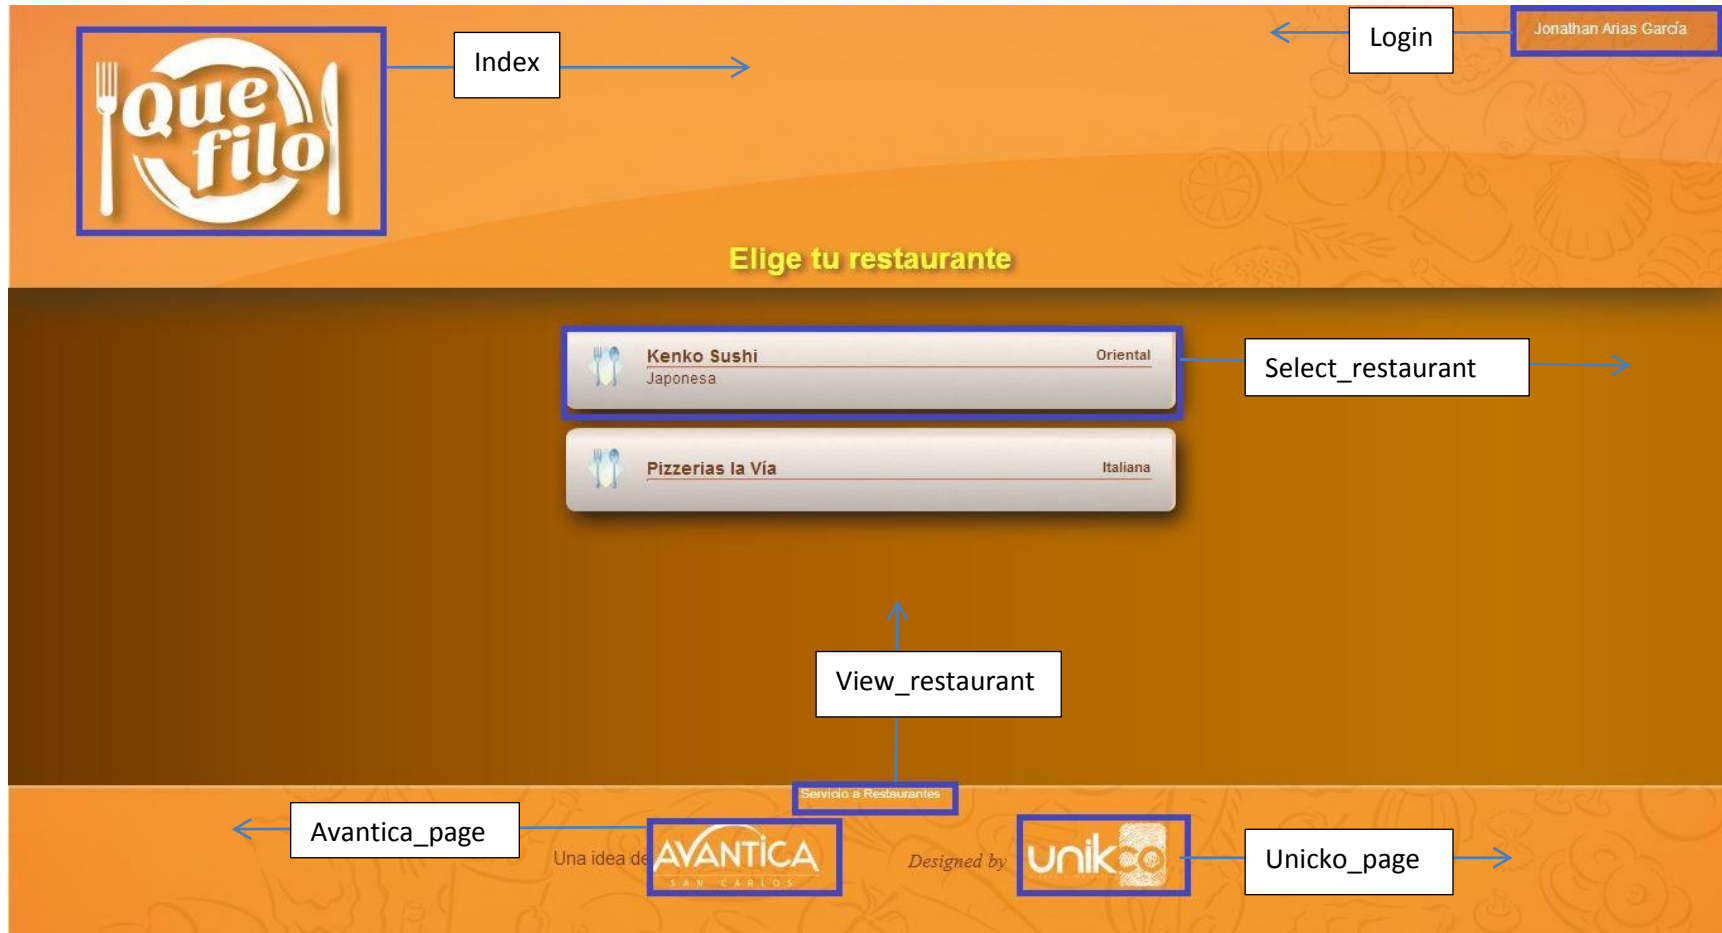 Jonathan Arias García
Login
Index
Que
filo
Elige tu restaurante
Kenko Sushi
Oriental
Japonesa
Select_restaurant
Pizzerias la Vía
Italiana
View_restaurant
Servicio a Restaurantes
Avantica_page
Una idea de
AVANTICA
SAN CARLOS
Designed by
unikco
Unicko_page